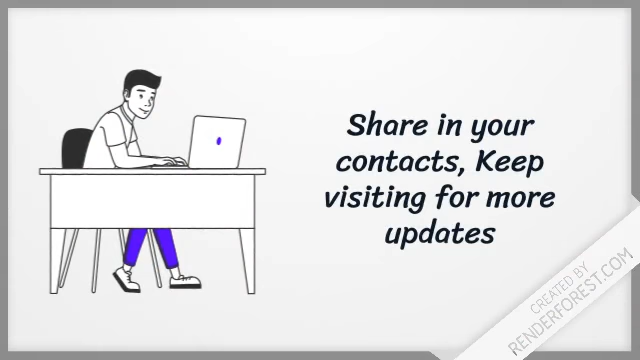 Share in your
contacts, Keep
visiting for more
updates
CREATED BY
RENDERFOREST.COM